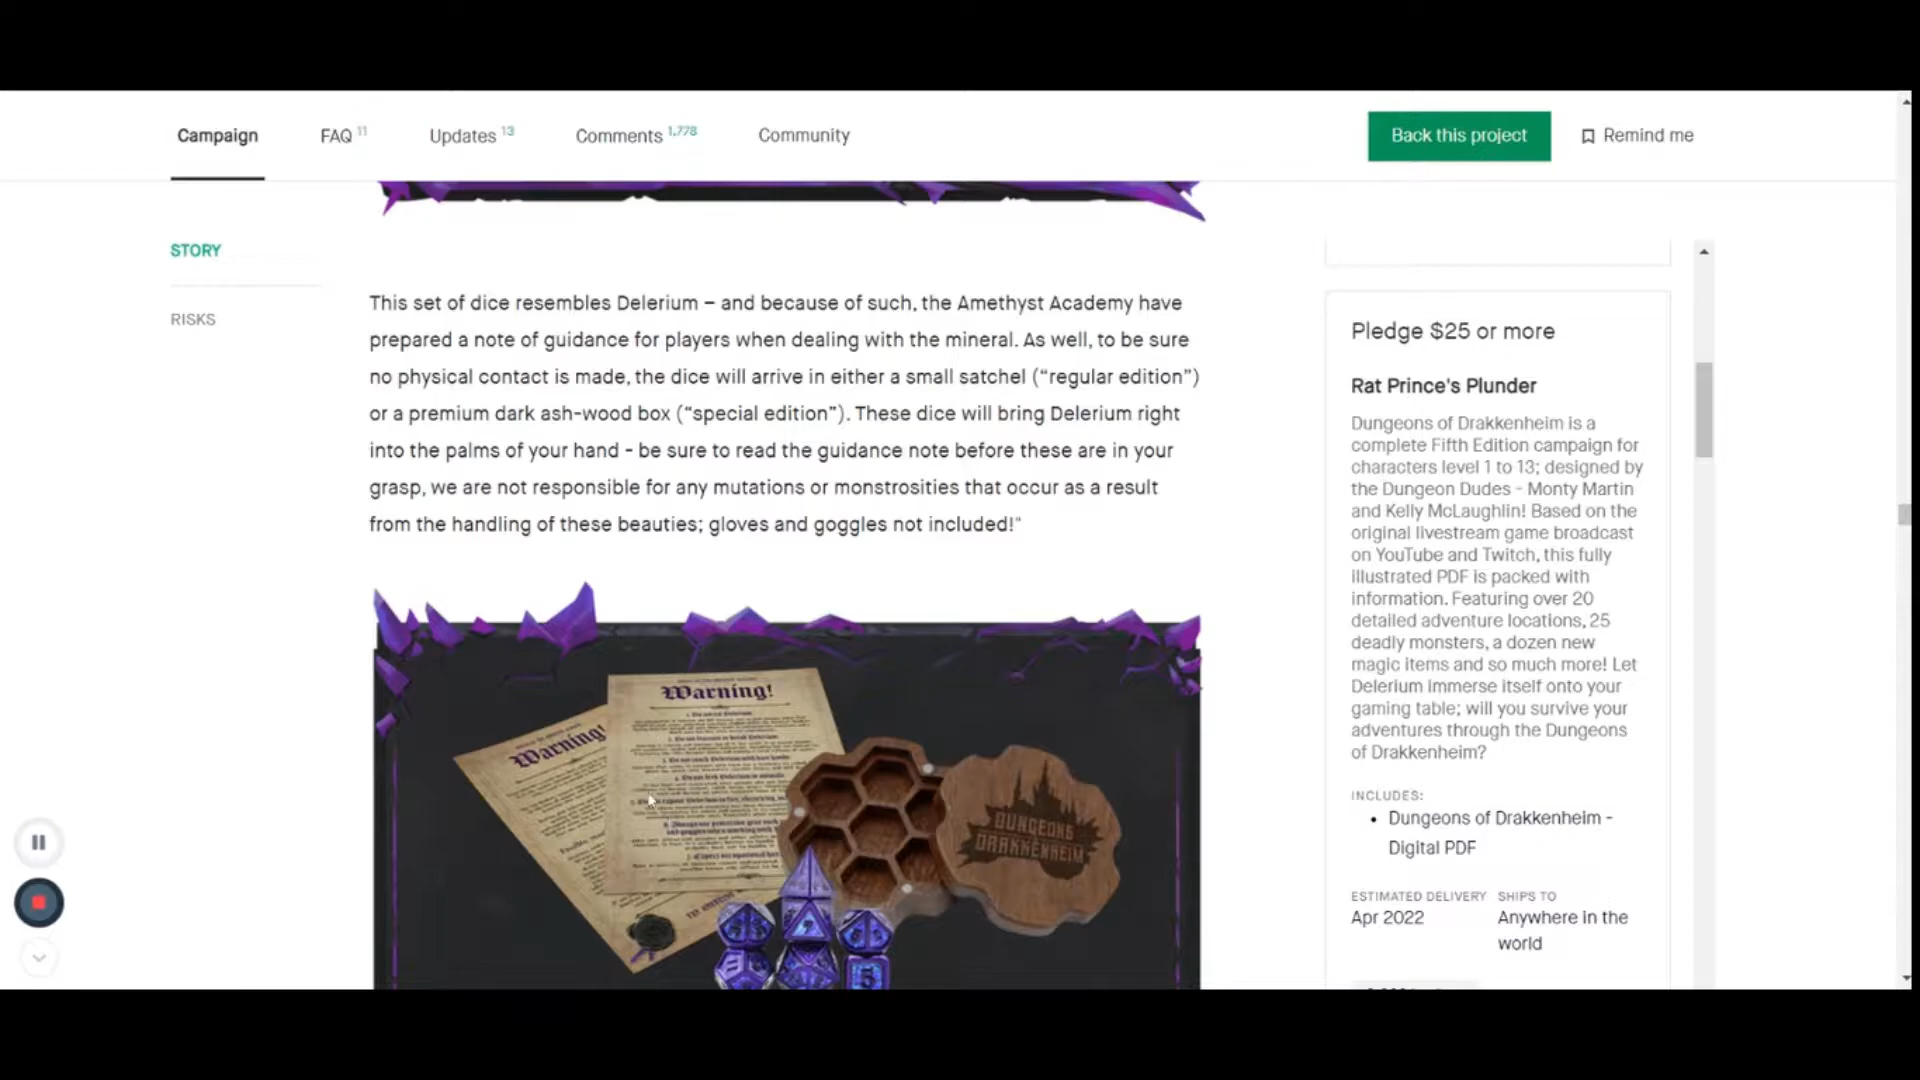 Campaign
FAQ 11
Updates 13
Comments 1,778
Community
Back this project
Remind me
STORY
RISKS
This set of dice resembles Delerium – and because of such, the Amethyst Academy have
prepared a note of guidance for players when dealing with the mineral. As well, to be sure
no physical contact is made, the dice will arrive in either a small satchel (“regular edition”)
or a premium dark ash-wood box (“special edition”). These dice will bring Delerium right
into the palms of your hand - be sure to read the guidance note before these are in your
grasp, we are not responsible for any mutations or monstrosities that occur as a result
from the handling of these beauties; gloves and goggles not included!"
Warning!
Warning!
DUNGEONS
DRAKKENHEIM
Pledge $25 or more
Rat Prince's Plunder
Dungeons of Drakkenheim is a
complete Fifth Edition campaign for
characters level 1 to 13; designed by
the Dungeon Dudes - Monty Martin
and Kelly McLaughlin! Based on the
original livestream game broadcast
on YouTube and Twitch, this fully
illustrated PDF is packed with
information. Featuring over 20
detailed adventure locations, 25
deadly monsters, a dozen new
magic items and so much more! Let
Delerium immerse itself onto your
gaming table; will you survive your
adventures through the Dungeons
of Drakkenheim?
INCLUDES:
• Dungeons of Drakkenheim -
Digital PDF
ESTIMATED DELIVERY
Apr 2022
SHIPS TO
Anywhere in the
world